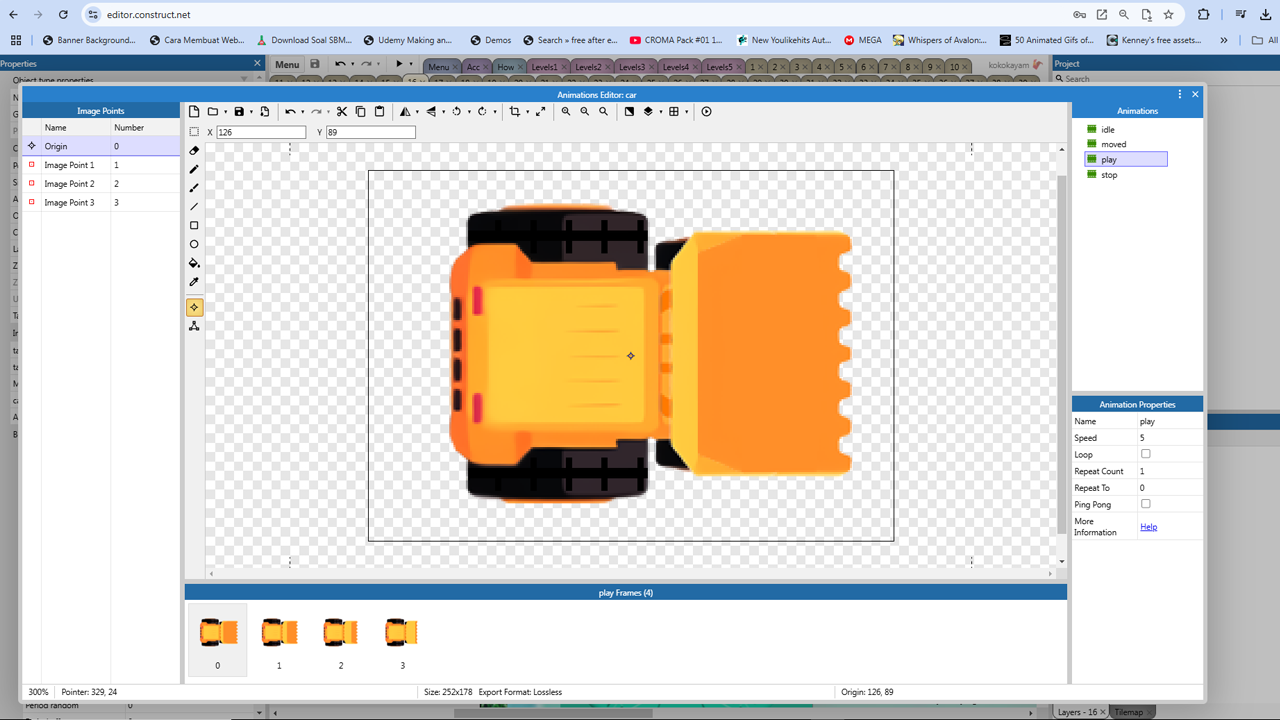 editor.construct.net
Banner Background...
Cara Membuat Web...
Download Soal SBM...
Udemy Making an...
Demos
Search » free after e...
CROMA Pack #01 1...
New Youlikehits Aut...
MEGA
Whispers of Avalon:...
50 Animated Gifs of...
Kenney's free assets...
All
Properties
Menu
Menu
Acc
How
Levels1
Levels2
Levels3
Levels4
Levels5
1
2
3
4
5
6
7
8
9
10
kokokayam
Project
Object type properties
Search
Animations Editor: car
Image Points
Name Number
Origin 0
Image Point 1 1
Image Point 2 2
Image Point 3 3
X 126 Y 89
Animations
idle
moved
play
stop
Animation Properties
Name play
Speed 5
Loop
Repeat Count 1
Repeat To 0
Ping Pong
More Information Help
play Frames (4)
0 1 2 3
300% Pointer: 329, 24
Size: 252x178 Export Format: Lossless
Origin: 126, 89
Period random 0
Layers - 16
Tilemap